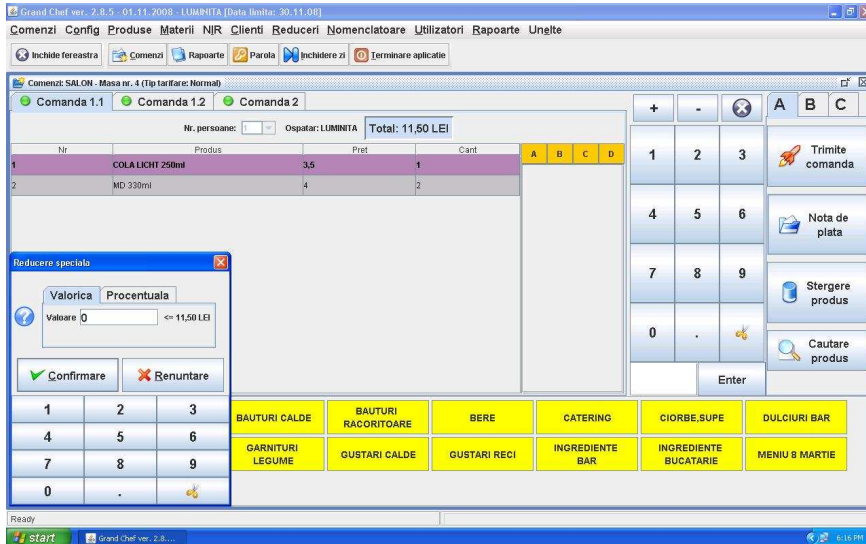 Grand Chef ver. 2.8.5 - 01.11.2008 - LUMINITA [Data limita: 30.11.08]
Comenzi Config Produse Materii NIR Clienti Reduceri Nomenclatoare Utilizatori Rapoarte Unelte
Inchide fereastra Comenzi Rapoarte Parola Inchidere zi Terminare aplicatie
Comenzi: SALON - Masa nr. 4 (Tip tarifare: Normal)
Comanda 1.1 Comanda 1.2 Comanda 2
Nr. persoane: 1 Ospatar: LUMINITA Total: 11,50 LEI
Nr Produs Pret Cant
1 COLA LICHT 250ml 3,5 1
2 MD 330ml 4 2
A B C D
+ -
1 2 3
4 5 6
7 8 9
0 .
Enter
A B C
Trimite
comanda
Nota de
plata
Stergere
produs
Cautare
produs
Reducere speciala
Valorica Procentuala
Valoare 0 <= 11,50 LEI
Confirmare Renuntare
1 2 3
4 5 6
7 8 9
0 .
BAUTURI CALDE
BAUTURI
RACORITOARE
BERE
CATERING
CIORBE,SUPE
DULCIURI BAR
GARNITURI
LEGUME
GUSTARI CALDE
GUSTARI RECI
INGREDIENTE
BAR
INGREDIENTE
BUCATARIE
MENIU 8 MARTIE
Ready
start Grand Chef ver. 2.8.... 6:16 PM